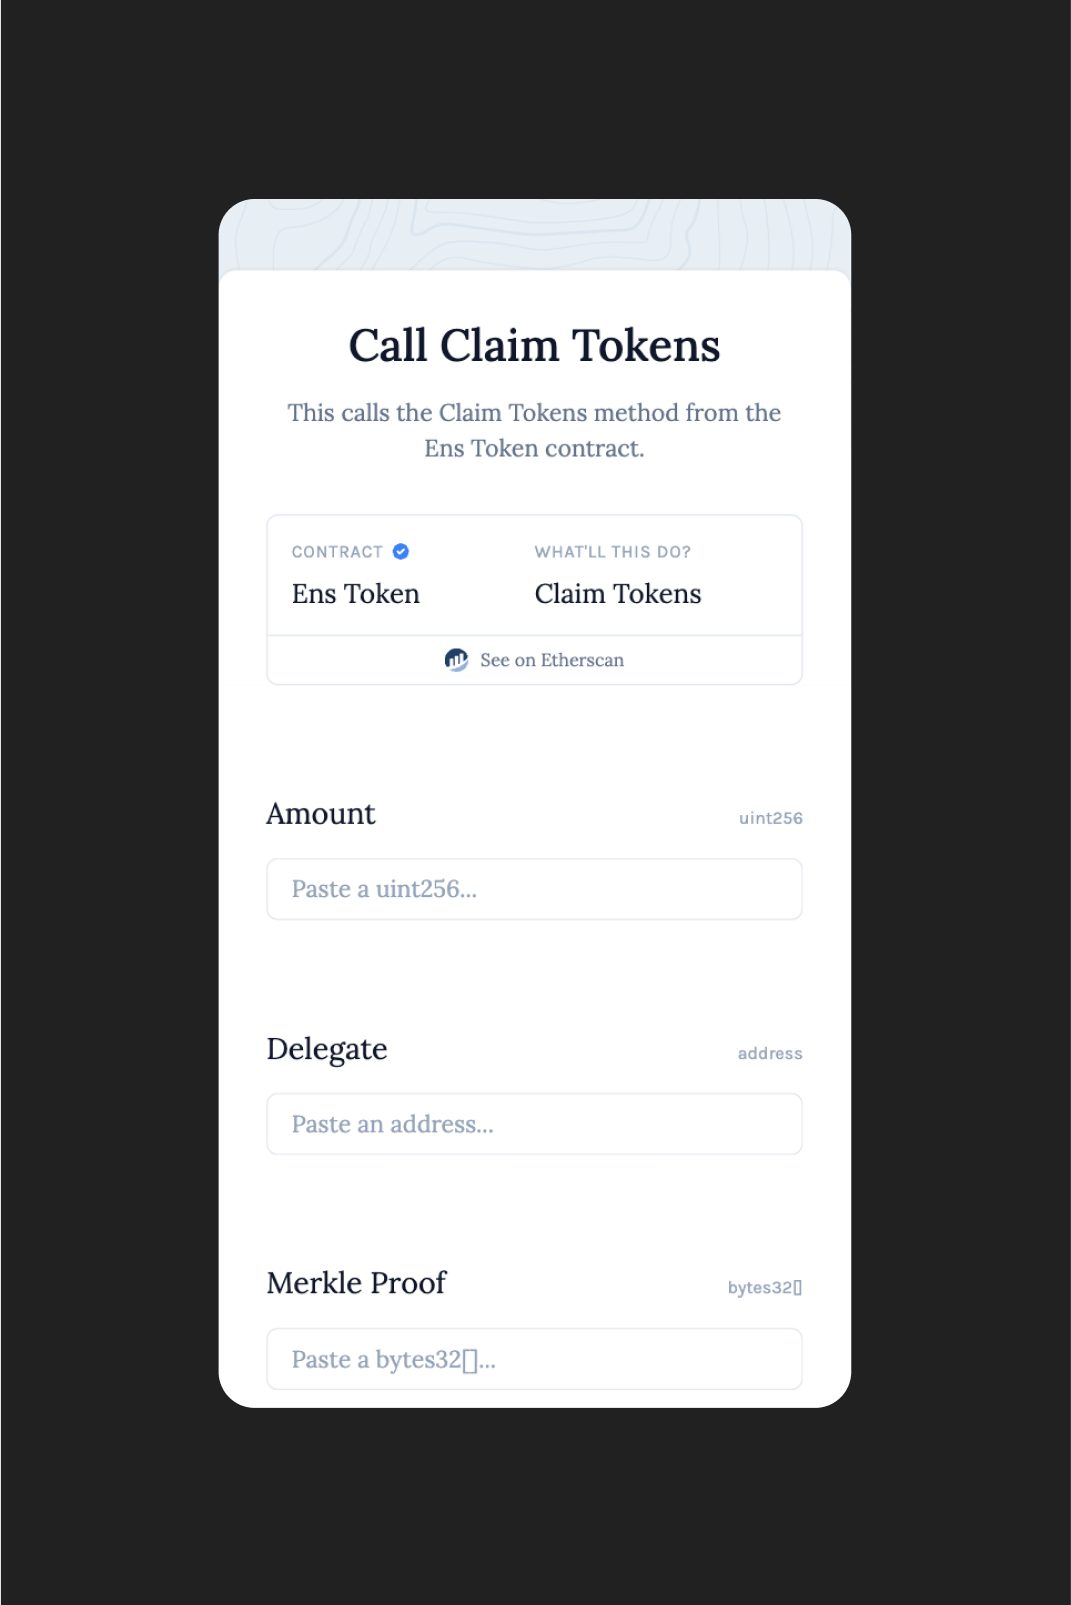 Call Claim Tokens
This calls the Claim Tokens method from the
Ens Token contract.
CONTRACT
WHAT'LL THIS DO?
Ens Token
Claim Tokens
See on Etherscan
Amount
uint256
Paste a uint256...
Delegate
address
Paste an address...
Merkle Proof
bytes32[]
Paste a bytes32[]...